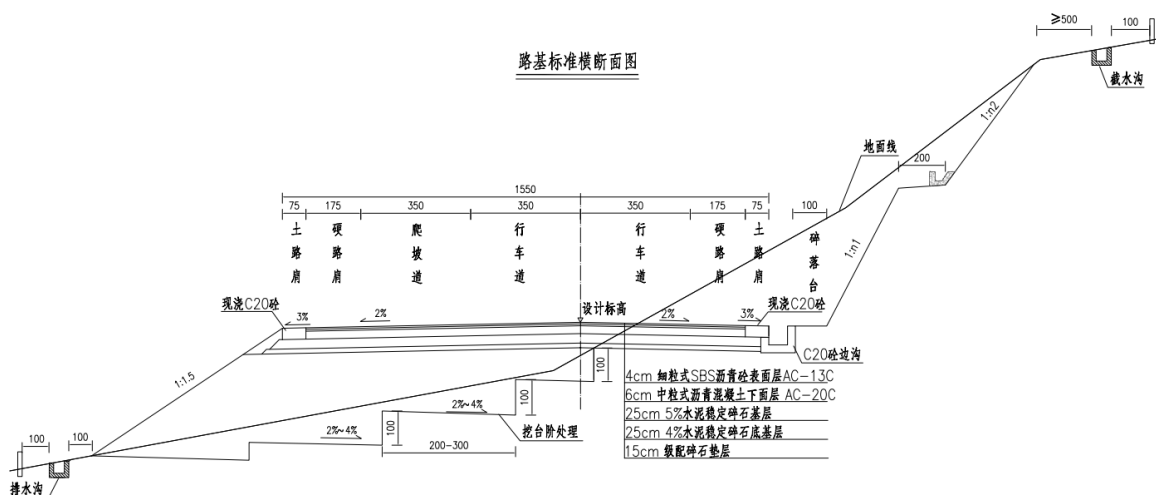 ≥500
100
路基标准横断面图
截水沟
1:n2
地面线
200
1550
75
175
350
350
350
175
75
100
土路肩
硬路肩
爬坡道
行车道
行车道
硬路肩
土路肩
碎落台
1:n1
现浇C20砼
3%
2%
设计标高
2%
3%
现浇C20砼
C20砼边沟
1:1.5
100
4cm 细粒式SBS沥青砼表面层AC-13C
6cm 中粒式沥青混凝土下面层 AC-20C
25cm 5%水泥稳定碎石基层
25cm 4%水泥稳定碎石底基层
15cm 级配碎石垫层
100
2%~4%
100
挖台阶处理
2%~4%
200-300
100
100
排水沟